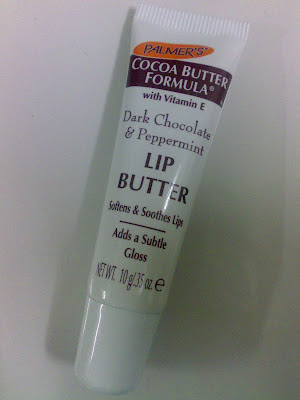 PALMER'S®
COCOA BUTTER
FORMULA®
with Vitamin E
Dark Chocolate
& Peppermint
LIP
BUTTER
Softens & Soothes Lips
Adds a Subtle
Gloss
NET WT. 10 g/.35 oz. ℮